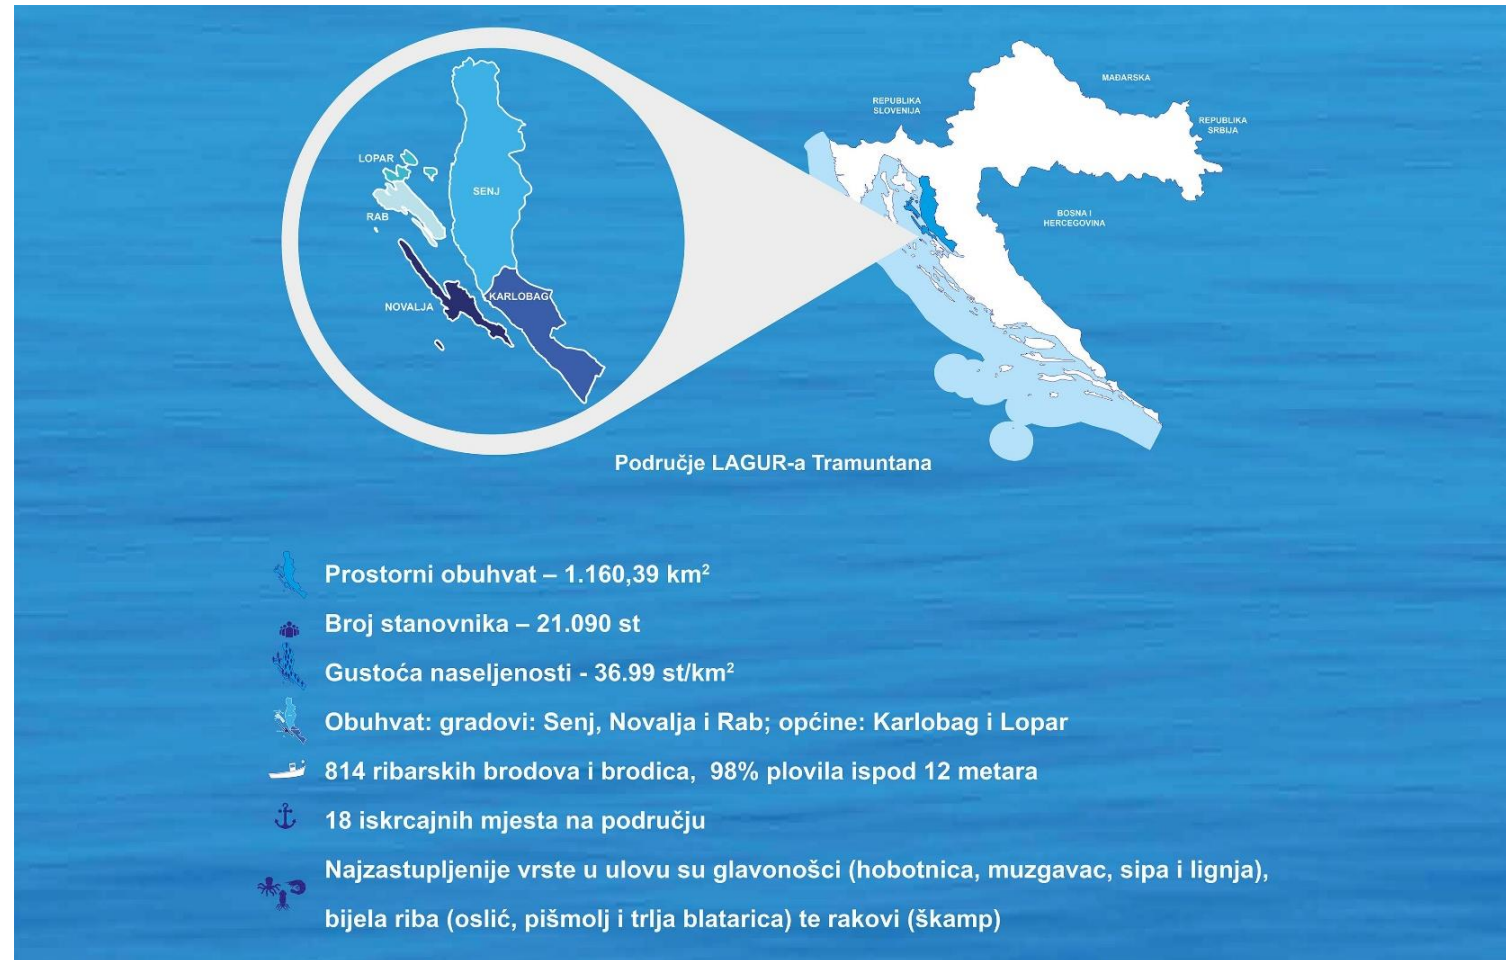 MAĐARSKA
REPUBLIKA
SLOVENIJA
REPUBLIKA
SRBIJA
LOPAR
SENJ
RAB
BOSNA I
HERCEGOVINA
KARLOBAG
NOVALJA
Područje LAGUR-a Tramuntana
Prostorni obuhvat – 1.160,39 km²
Broj stanovnika – 21.090 st
Gustoća naseljenosti - 36.99 st/km²
Obuhvat: gradovi: Senj, Novalja i Rab; općine: Karlobag i Lopar
814 ribarskih brodova i brodica,  98% plovila ispod 12 metara
18 iskrcajnih mjesta na području
Najzastupljenije vrste u ulovu su glavonošci (hobotnica, muzgavac, sipa i lignja),
bijela riba (oslić, pišmolj i trlja blatarica) te rakovi (škamp)